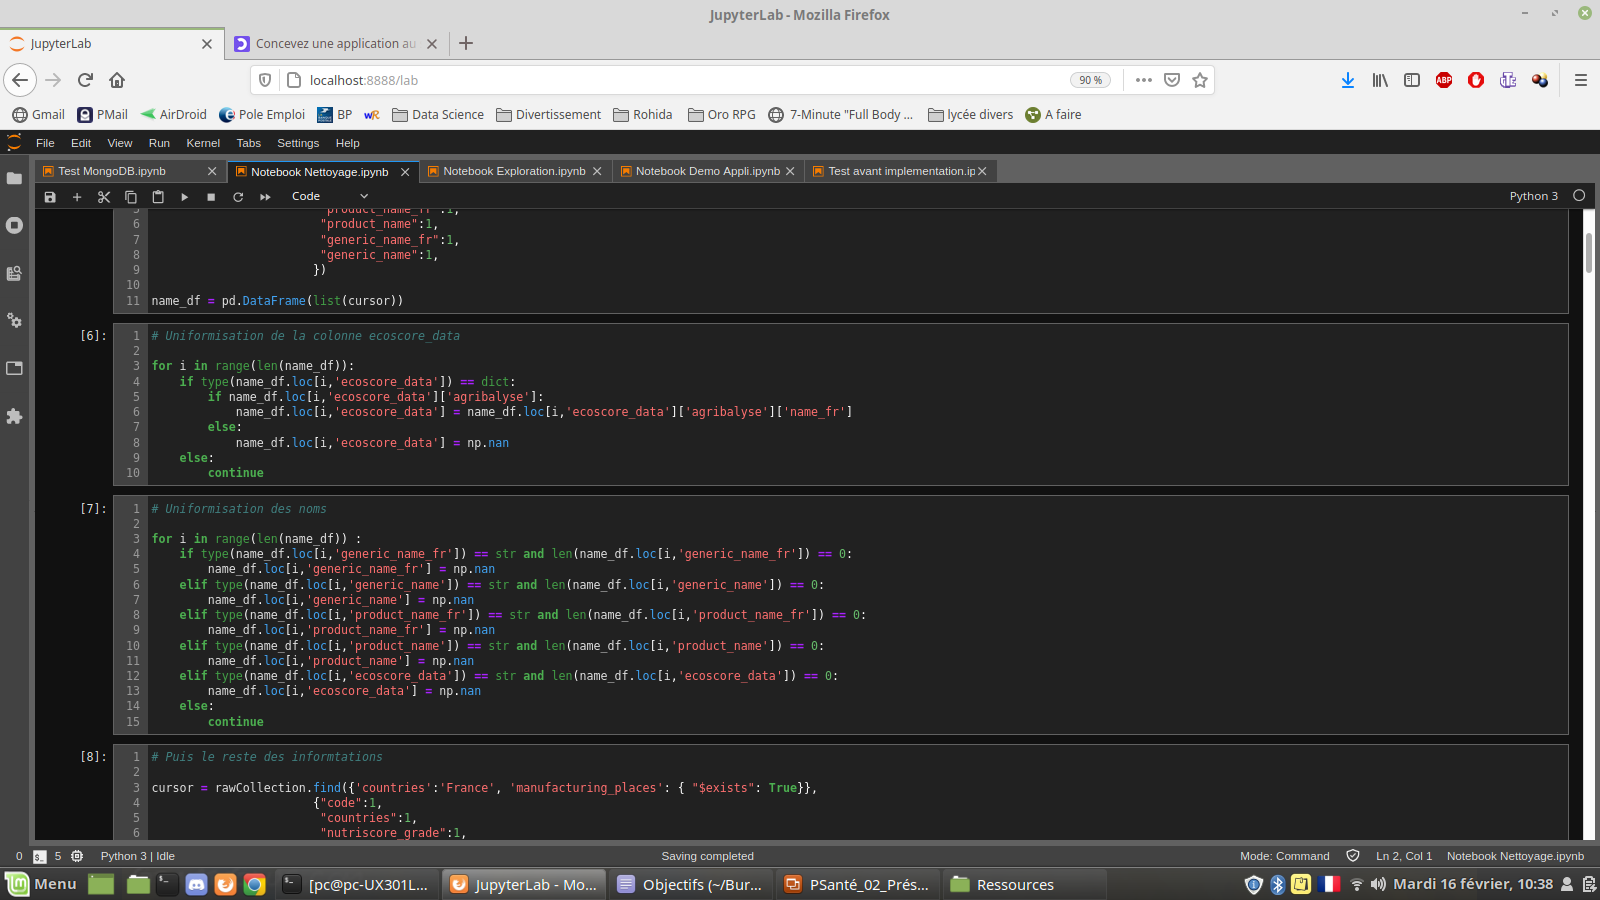 JupyterLab - Mozilla Firefox
JupyterLab
Concevez une application au
localhost:8888/lab
90 %
ABP
Gmail
PMail
AirDroid
Pole Emploi
BP
wR
Data Science
Divertissement
Rohida
Oro RPG
7-Minute "Full Body ...
lycée divers
A faire
File Edit View Run Kernel Tabs Settings Help
Test MongoDB.ipynb
Notebook Nettoyage.ipynb
Notebook Exploration.ipynb
Notebook Demo Appli.ipynb
Test avant implementation.ip
Code
Python 3
5 "product_name_fr":1,
6 "product_name":1,
7 "generic_name_fr":1,
8 "generic_name":1,
9 })
10
11 name_df = pd.DataFrame(list(cursor))
[6]:
1 # Uniformisation de la colonne ecoscore_data
2
3 for i in range(len(name_df)):
4 if type(name_df.loc[i,'ecoscore_data']) == dict:
5 if name_df.loc[i,'ecoscore_data']['agribalyse']:
6 name_df.loc[i,'ecoscore_data'] = name_df.loc[i,'ecoscore_data']['agribalyse']['name_fr']
7 else:
8 name_df.loc[i,'ecoscore_data'] = np.nan
9 else:
10 continue
[7]:
1 # Uniformisation des noms
2
3 for i in range(len(name_df)) :
4 if type(name_df.loc[i,'generic_name_fr']) == str and len(name_df.loc[i,'generic_name_fr']) == 0:
5 name_df.loc[i,'generic_name_fr'] = np.nan
6 elif type(name_df.loc[i,'generic_name']) == str and len(name_df.loc[i,'generic_name']) == 0:
7 name_df.loc[i,'generic_name'] = np.nan
8 elif type(name_df.loc[i,'product_name_fr']) == str and len(name_df.loc[i,'product_name_fr']) == 0:
9 name_df.loc[i,'product_name_fr'] = np.nan
10 elif type(name_df.loc[i,'product_name']) == str and len(name_df.loc[i,'product_name']) == 0:
11 name_df.loc[i,'product_name'] = np.nan
12 elif type(name_df.loc[i,'ecoscore_data']) == str and len(name_df.loc[i,'ecoscore_data']) == 0:
13 name_df.loc[i,'ecoscore_data'] = np.nan
14 else:
15 continue
[8]:
1 # Puis le reste des informtations
2
3 cursor = rawCollection.find({'countries':'France', 'manufacturing_places': { "$exists": True}},
4 {"code":1,
5 "countries":1,
6 "nutriscore_grade":1,
0
5
Python 3 | Idle
Saving completed
Mode: Command
Ln 2, Col 1
Notebook Nettoyage.ipynb
Menu
[pc@pc-UX301L...
JupyterLab - Mo...
Objectifs (~/Bur...
PSanté_02_Prés...
Ressources
Mardi 16 février, 10:38